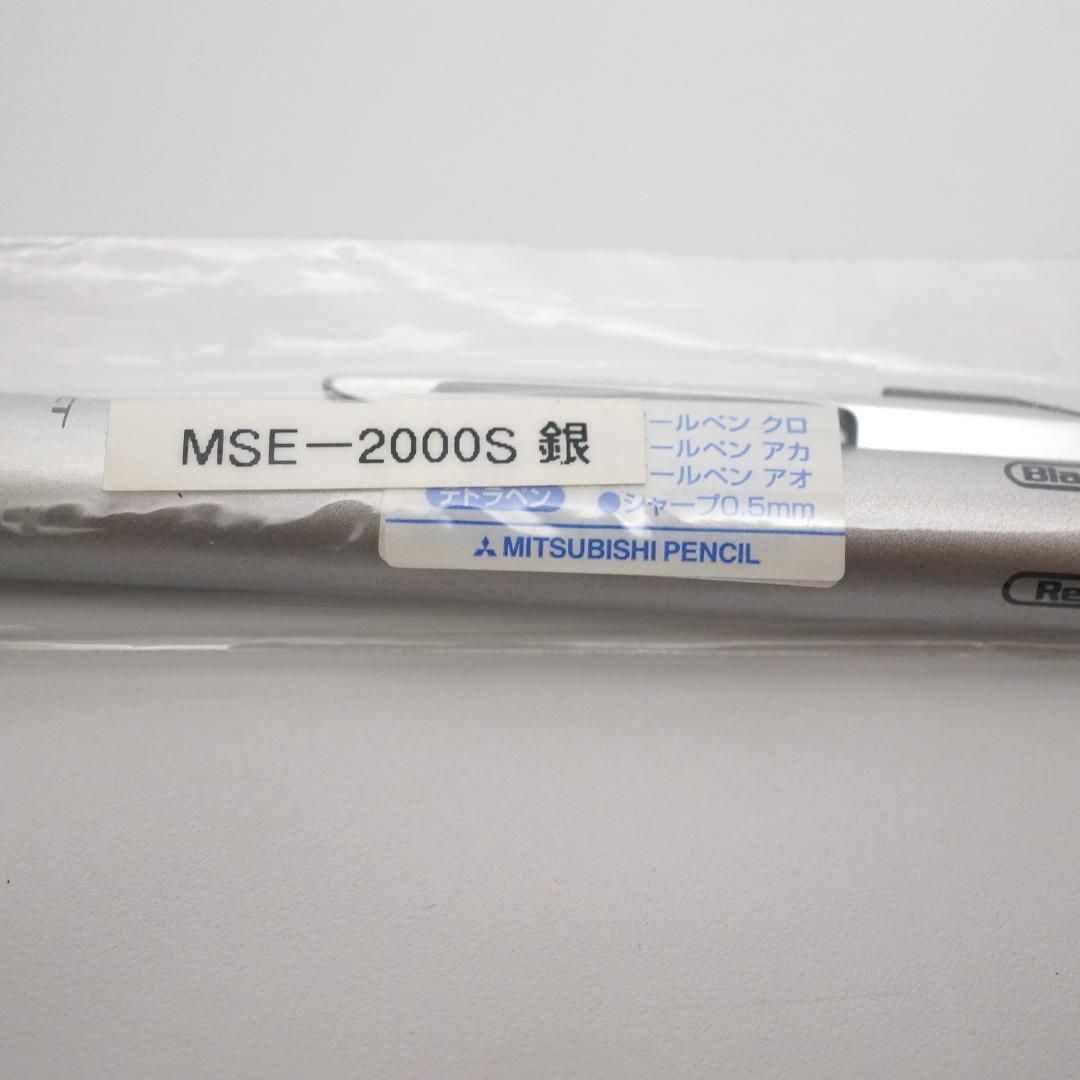 MSE－2000S 銀
ールペン クロ
ールペン アカ
ールペン アオ
テトラペン ●シャープ0.5mm
MITSUBISHI PENCIL